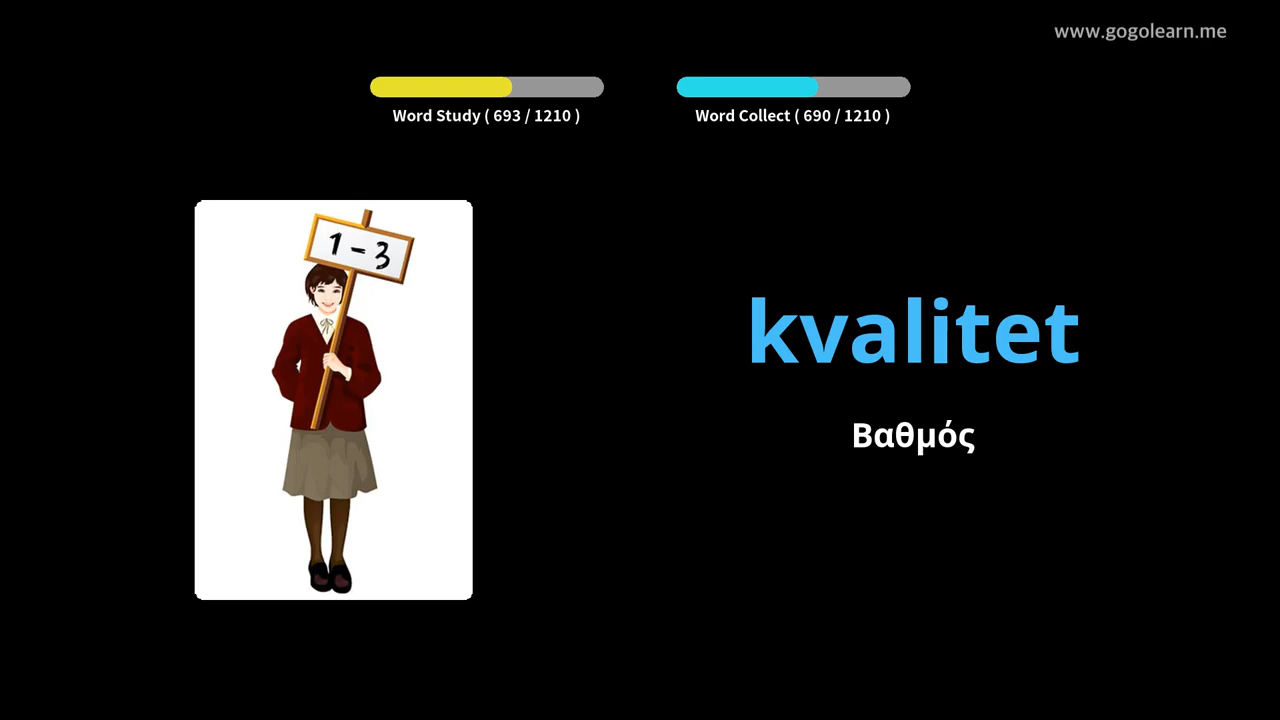 www.gogolearn.me
Word Study ( 693 / 1210 )
Word Collect ( 690 / 1210 )
1 - 3
kvalitet
Βαθμός